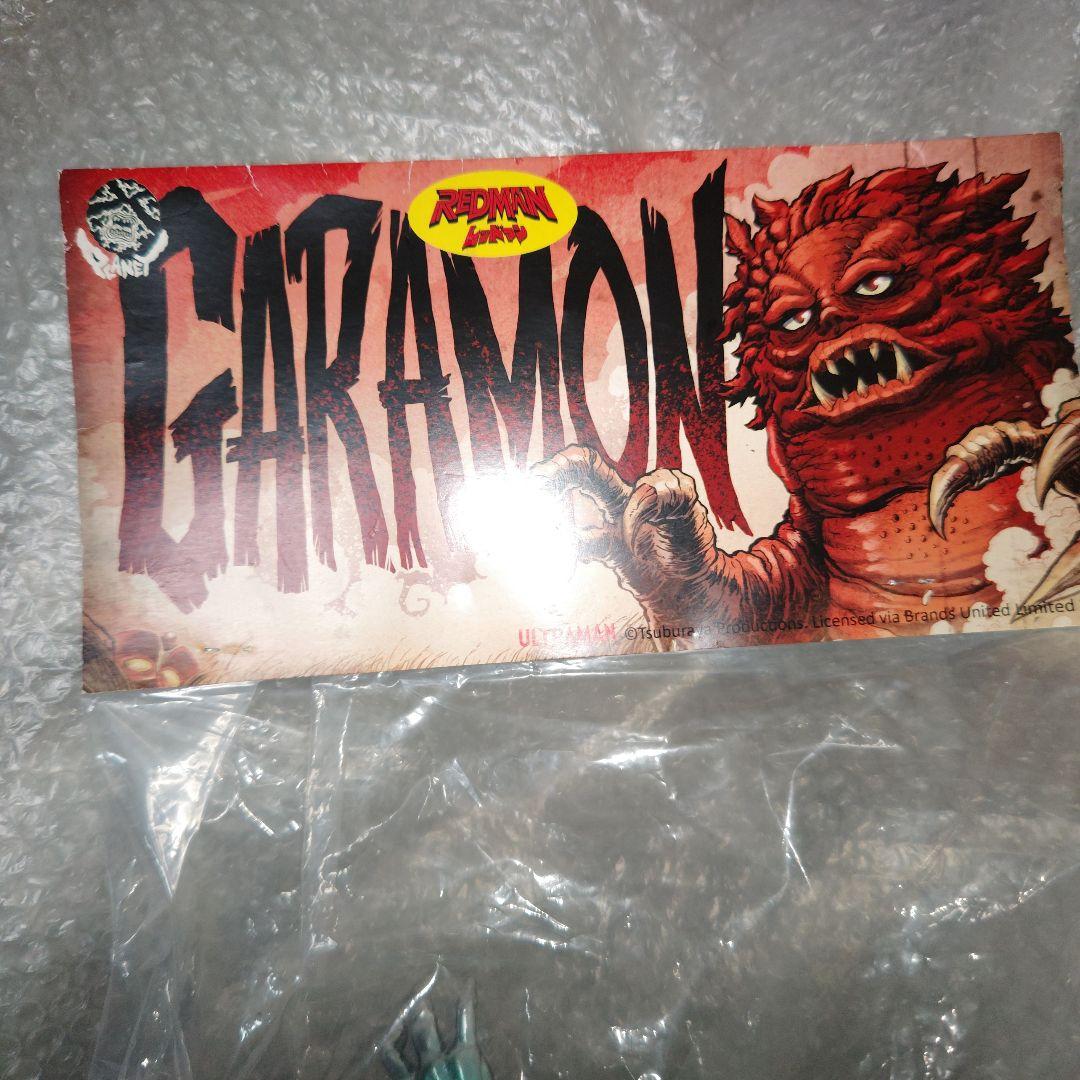 PLANET
GARAMON
REDMAN
レッドマン
ULTRAMAN ©Tsuburaya Productions. Licensed via Brands United Limited